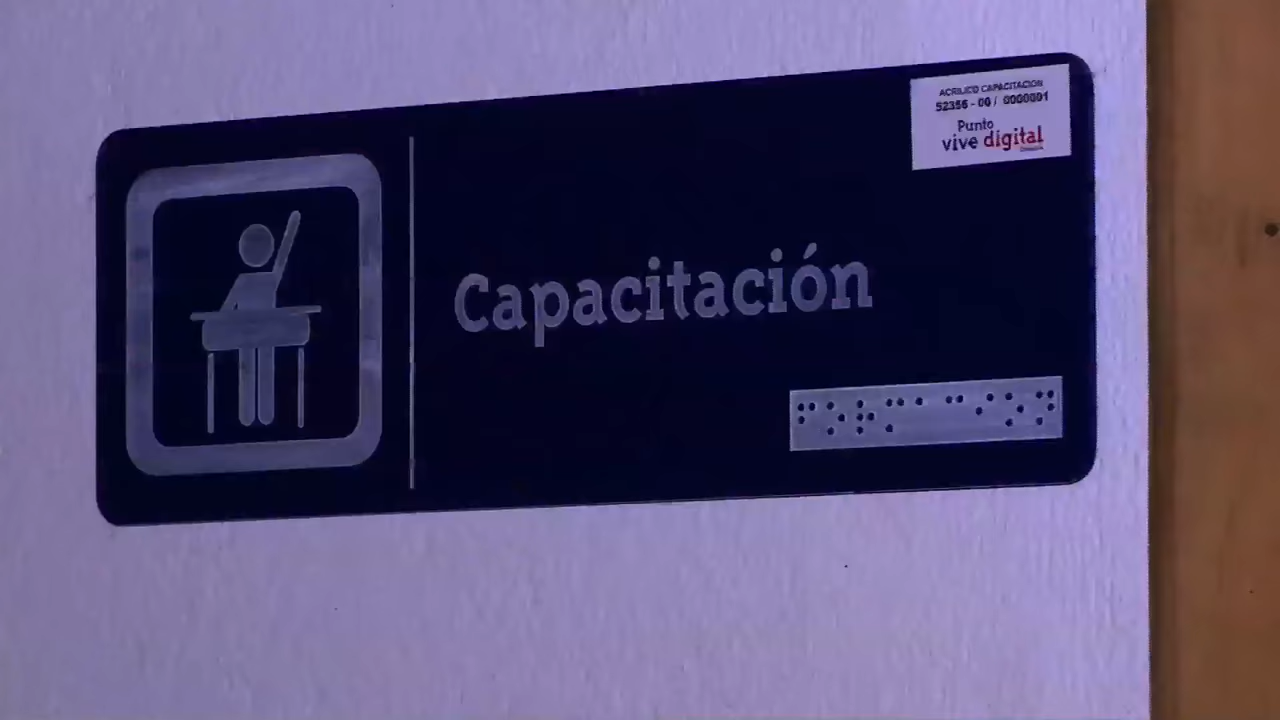 ACRILICO CAPACITACION
52356 - 00 / 0000001
Punto
vive digital
Capacitación